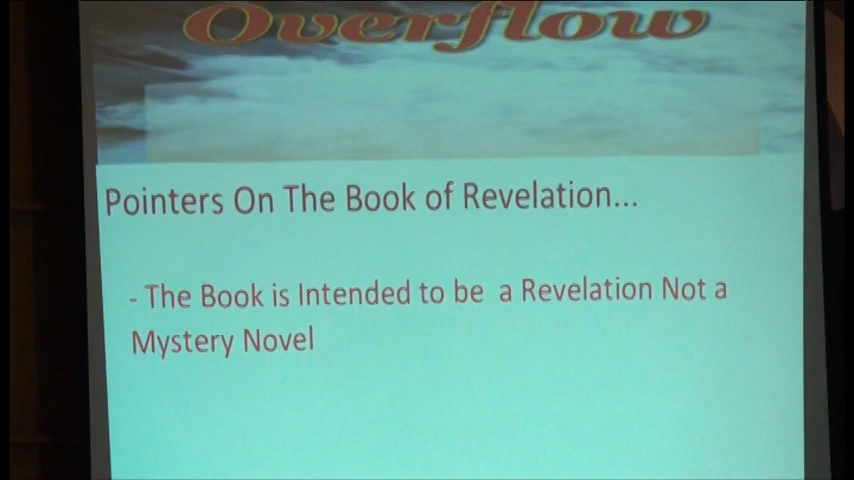 Overflow
Pointers On The Book of Revelation...
- The Book is Intended to be a Revelation Not a
Mystery Novel